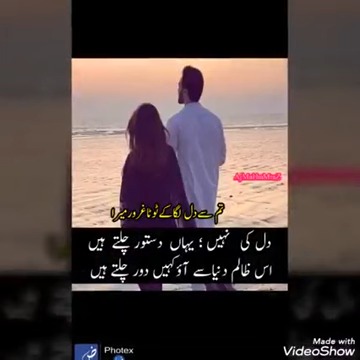 AJMalikMuZ
تم سے دل لگا کے ٹوٹا غرور میرا
دل کی نہیں ؛ یہاں دستور چلتے ہیں
اس ظالم دنیا سے آؤ کہیں دور چلتے ہیں
Photex
Made with
VideoShow